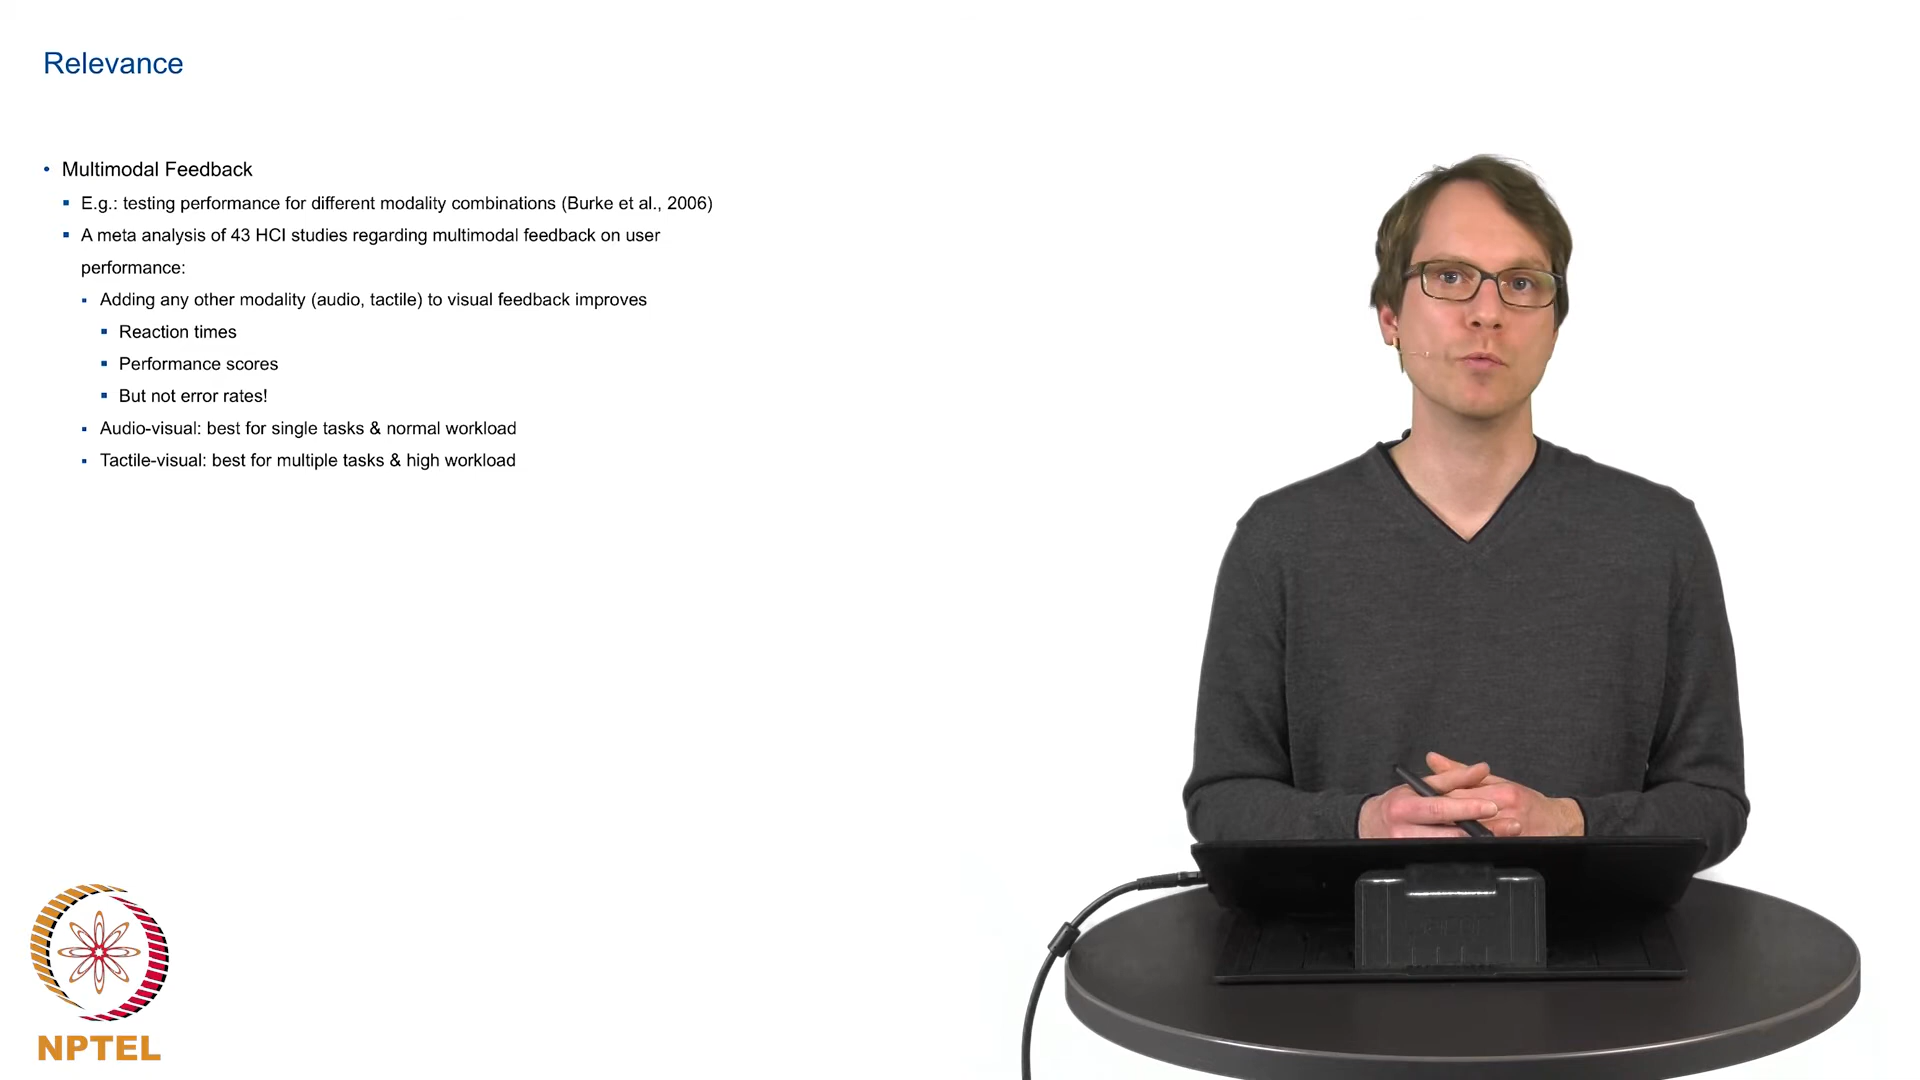 Relevance
• Multimodal Feedback
▪ E.g.: testing performance for different modality combinations (Burke et al., 2006)
▪ A meta analysis of 43 HCI studies regarding multimodal feedback on user
performance:
▪ Adding any other modality (audio, tactile) to visual feedback improves
▪ Reaction times
▪ Performance scores
▪ But not error rates!
▪ Audio-visual: best for single tasks & normal workload
▪ Tactile-visual: best for multiple tasks & high workload
NPTEL